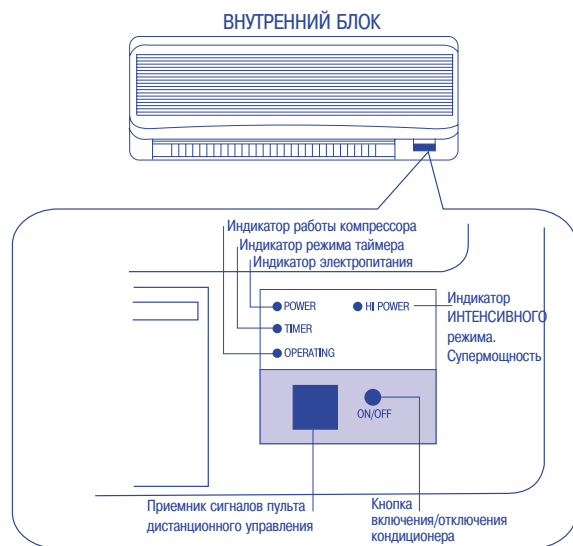 ВНУТРЕННИЙ БЛОК
Индикатор работы компрессора
Индикатор режима таймера
Индикатор электропитания
POWER
HI POWER
TIMER
OPERATING
Индикатор
ИНТЕНСИВНОГО
режима.
Супермощность
ON/OFF
Приемник сигналов пульта
дистанционного управления
Кнопка
включения/отключения
кондиционера